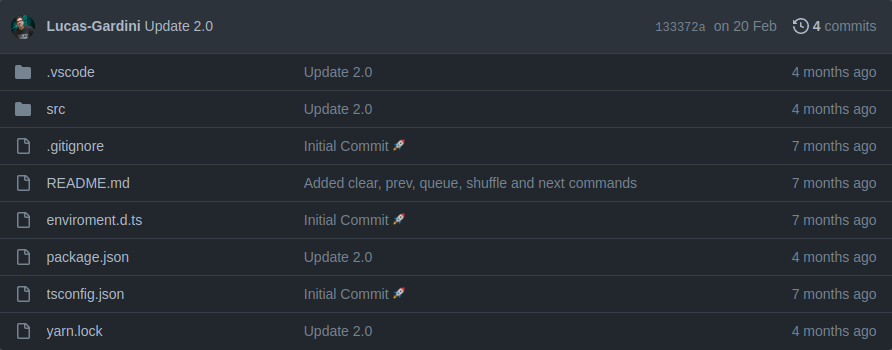 Lucas-Gardini Update 2.0 133372a on 20 Feb 4 commits
.vscode Update 2.0 4 months ago
src Update 2.0 4 months ago
.gitignore Initial Commit 🚀 7 months ago
README.md Added clear, prev, queue, shuffle and next commands 7 months ago
enviroment.d.ts Initial Commit 🚀 7 months ago
package.json Update 2.0 4 months ago
tsconfig.json Initial Commit 🚀 7 months ago
yarn.lock Update 2.0 4 months ago